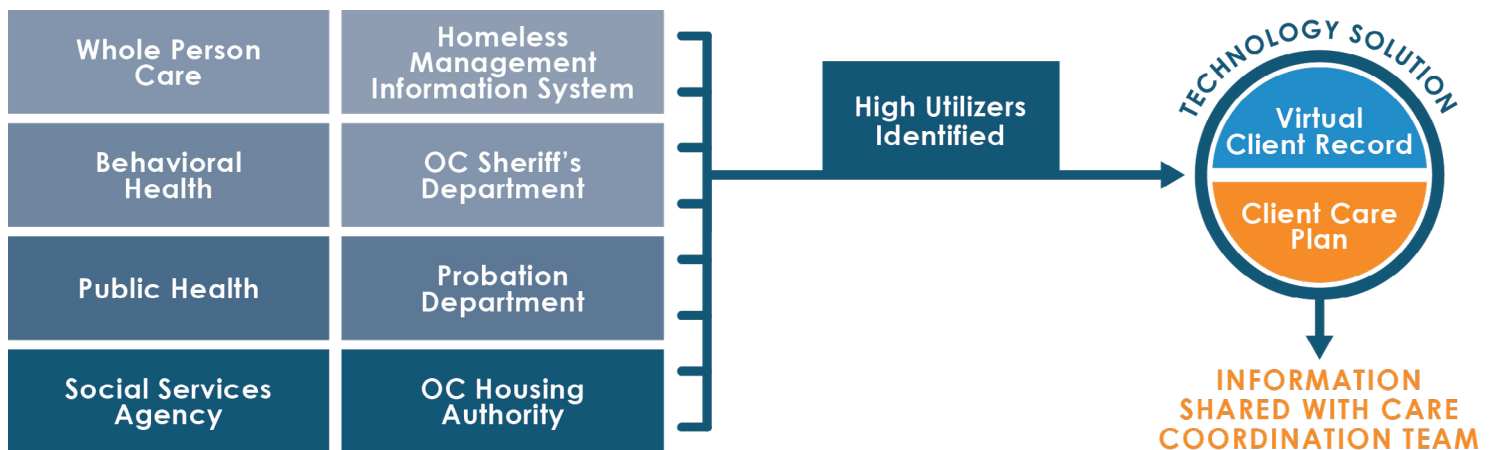 Whole Person
Care
Homeless
Management
Information System
Behavioral
Health
OC Sheriff's
Department
Public Health
Probation
Department
Social Services
Agency
OC Housing
Authority
High Utilizers
Identified
TECHNOLOGY SOLUTION
Virtual
Client Record
Client Care
Plan
INFORMATION
SHARED WITH CARE
COORDINATION TEAM